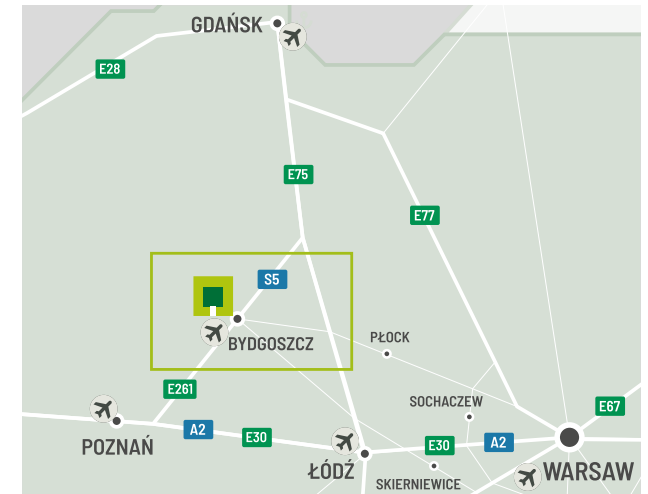 GDAŃSK
E28
E75
E77
S5
BYDGOSZCZ
PŁOCK
E261
SOCHACZEW
E67
POZNAŃ
A2
E30
ŁÓDŹ
E30
A2
SKIERNIEWICE
WARSAW